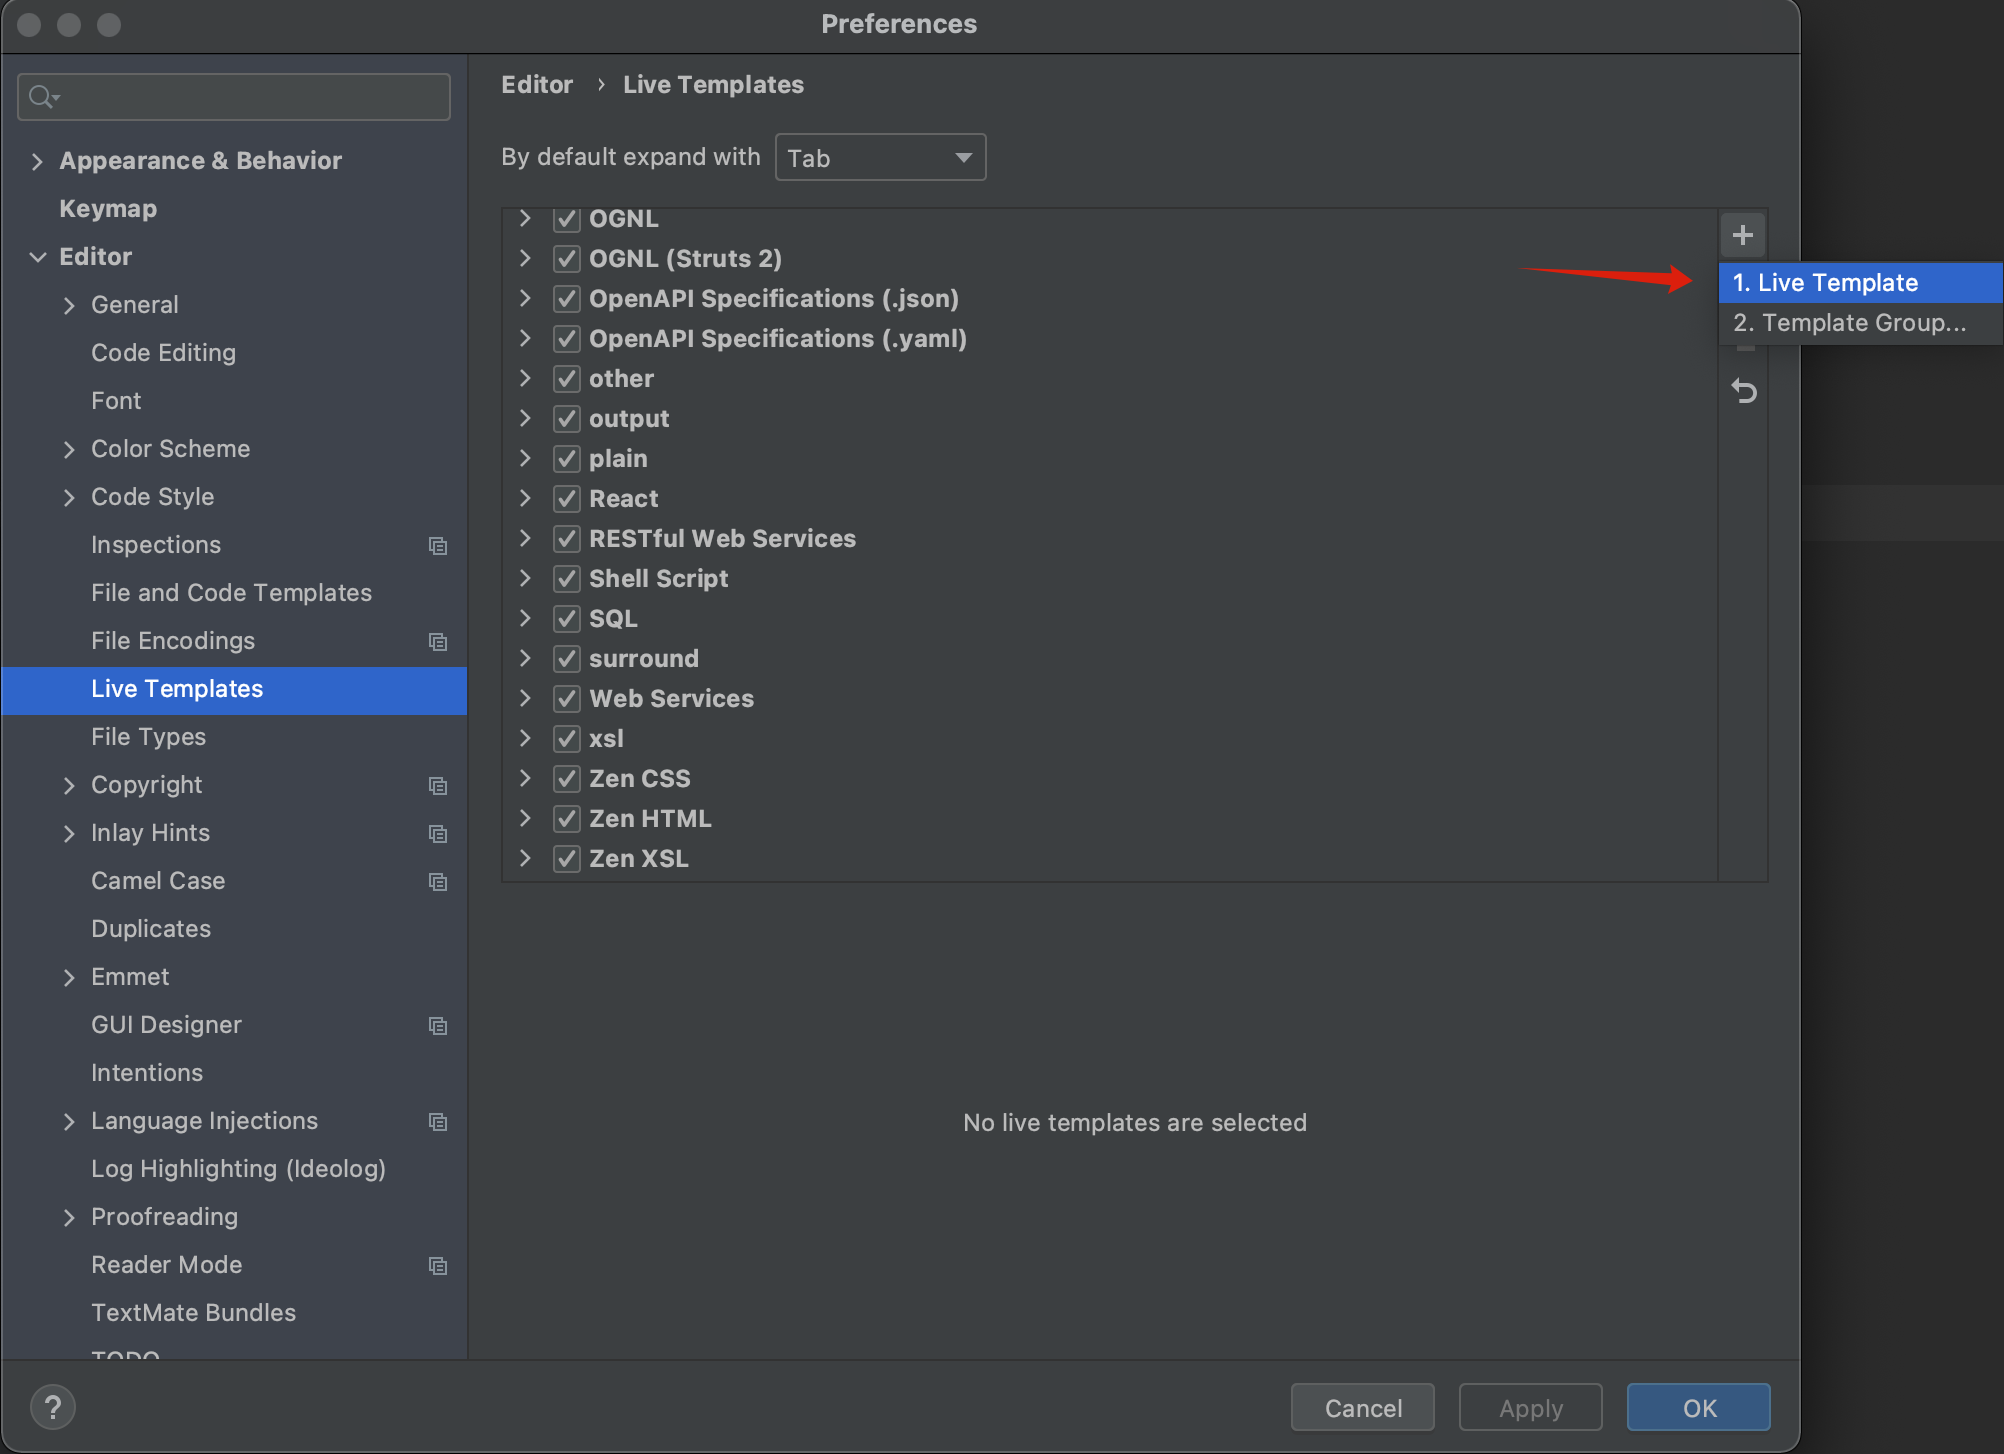 Preferences
Appearance & Behavior
Keymap
Editor
General
Code Editing
Font
Color Scheme
Code Style
Inspections
File and Code Templates
File Encodings
Live Templates
File Types
Copyright
Inlay Hints
Camel Case
Duplicates
Emmet
GUI Designer
Intentions
Language Injections
Log Highlighting (Ideolog)
Proofreading
Reader Mode
TextMate Bundles
TODO
Editor › Live Templates
By default expand with Tab
OGNL
OGNL (Struts 2)
OpenAPI Specifications (.json)
OpenAPI Specifications (.yaml)
other
output
plain
React
RESTful Web Services
Shell Script
SQL
surround
Web Services
xsl
Zen CSS
Zen HTML
Zen XSL
1. Live Template
2. Template Group...
No live templates are selected
?
Cancel
Apply
OK